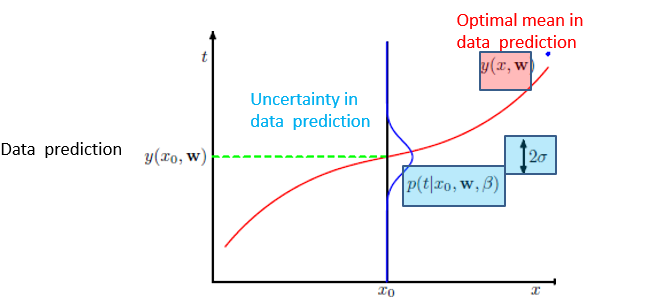 Optimal mean in
data prediction
t
y(x, w)
Uncertainty in
data prediction
Data prediction
y(x₀, w)
2σ
p(t|x₀, w, β)
x₀
x